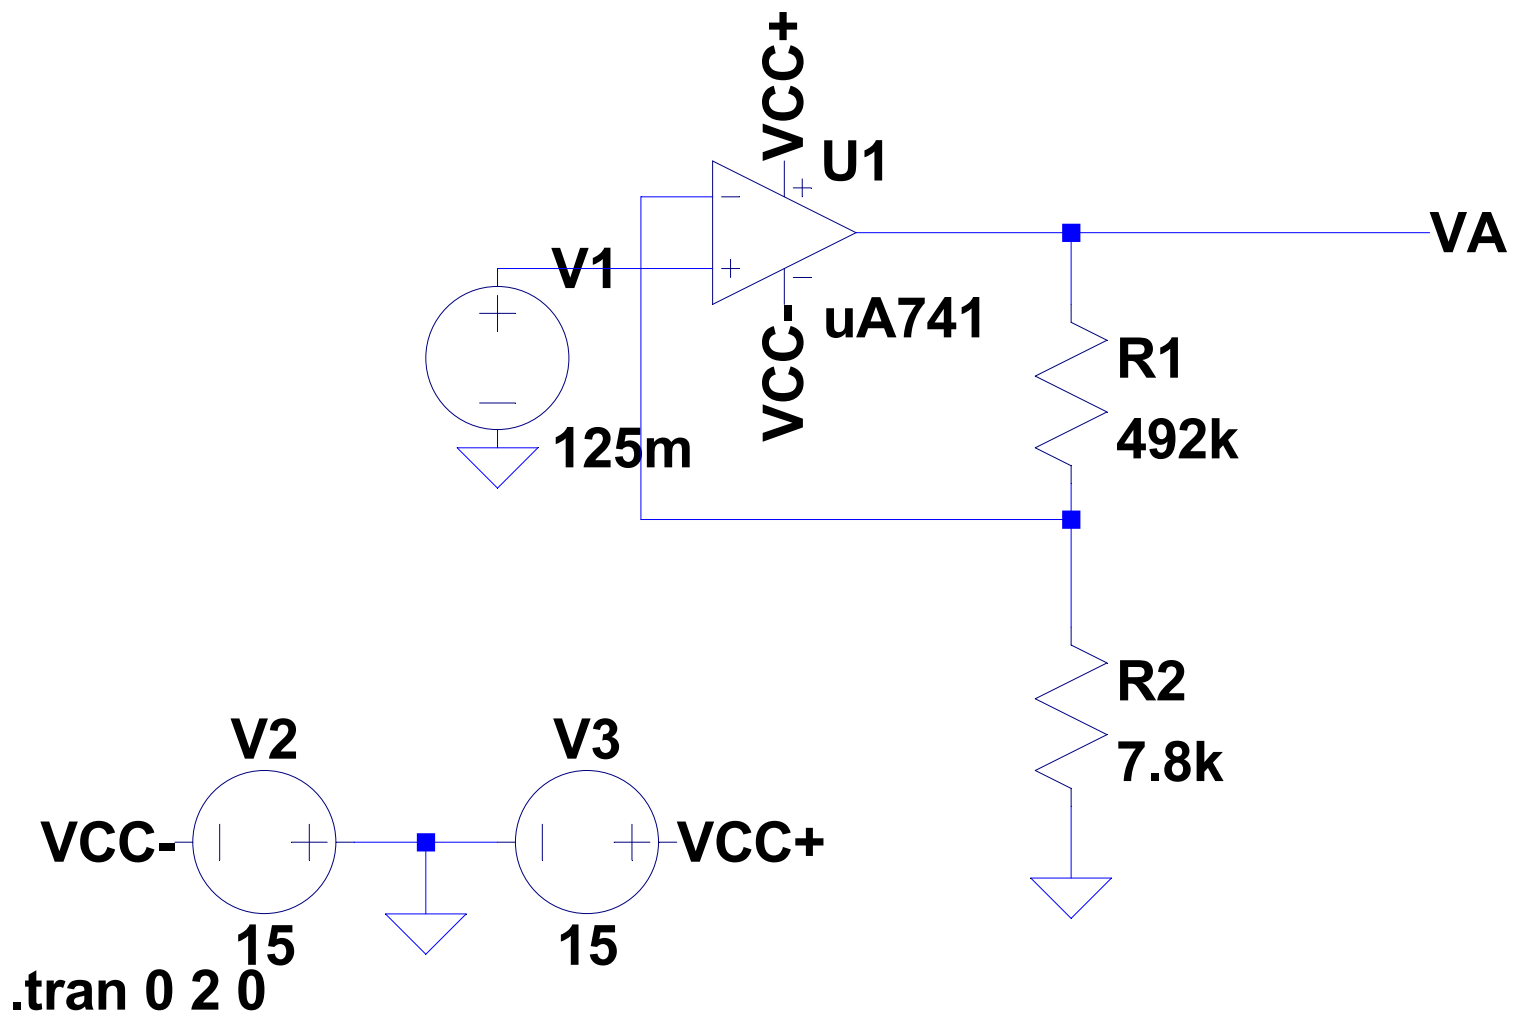 VCC+
U1
VA
V1
uA741
VCC-
R1
125m
492k
R2
V2
V3
7.8k
VCC-
VCC+
15
15
.tran 0 2 0